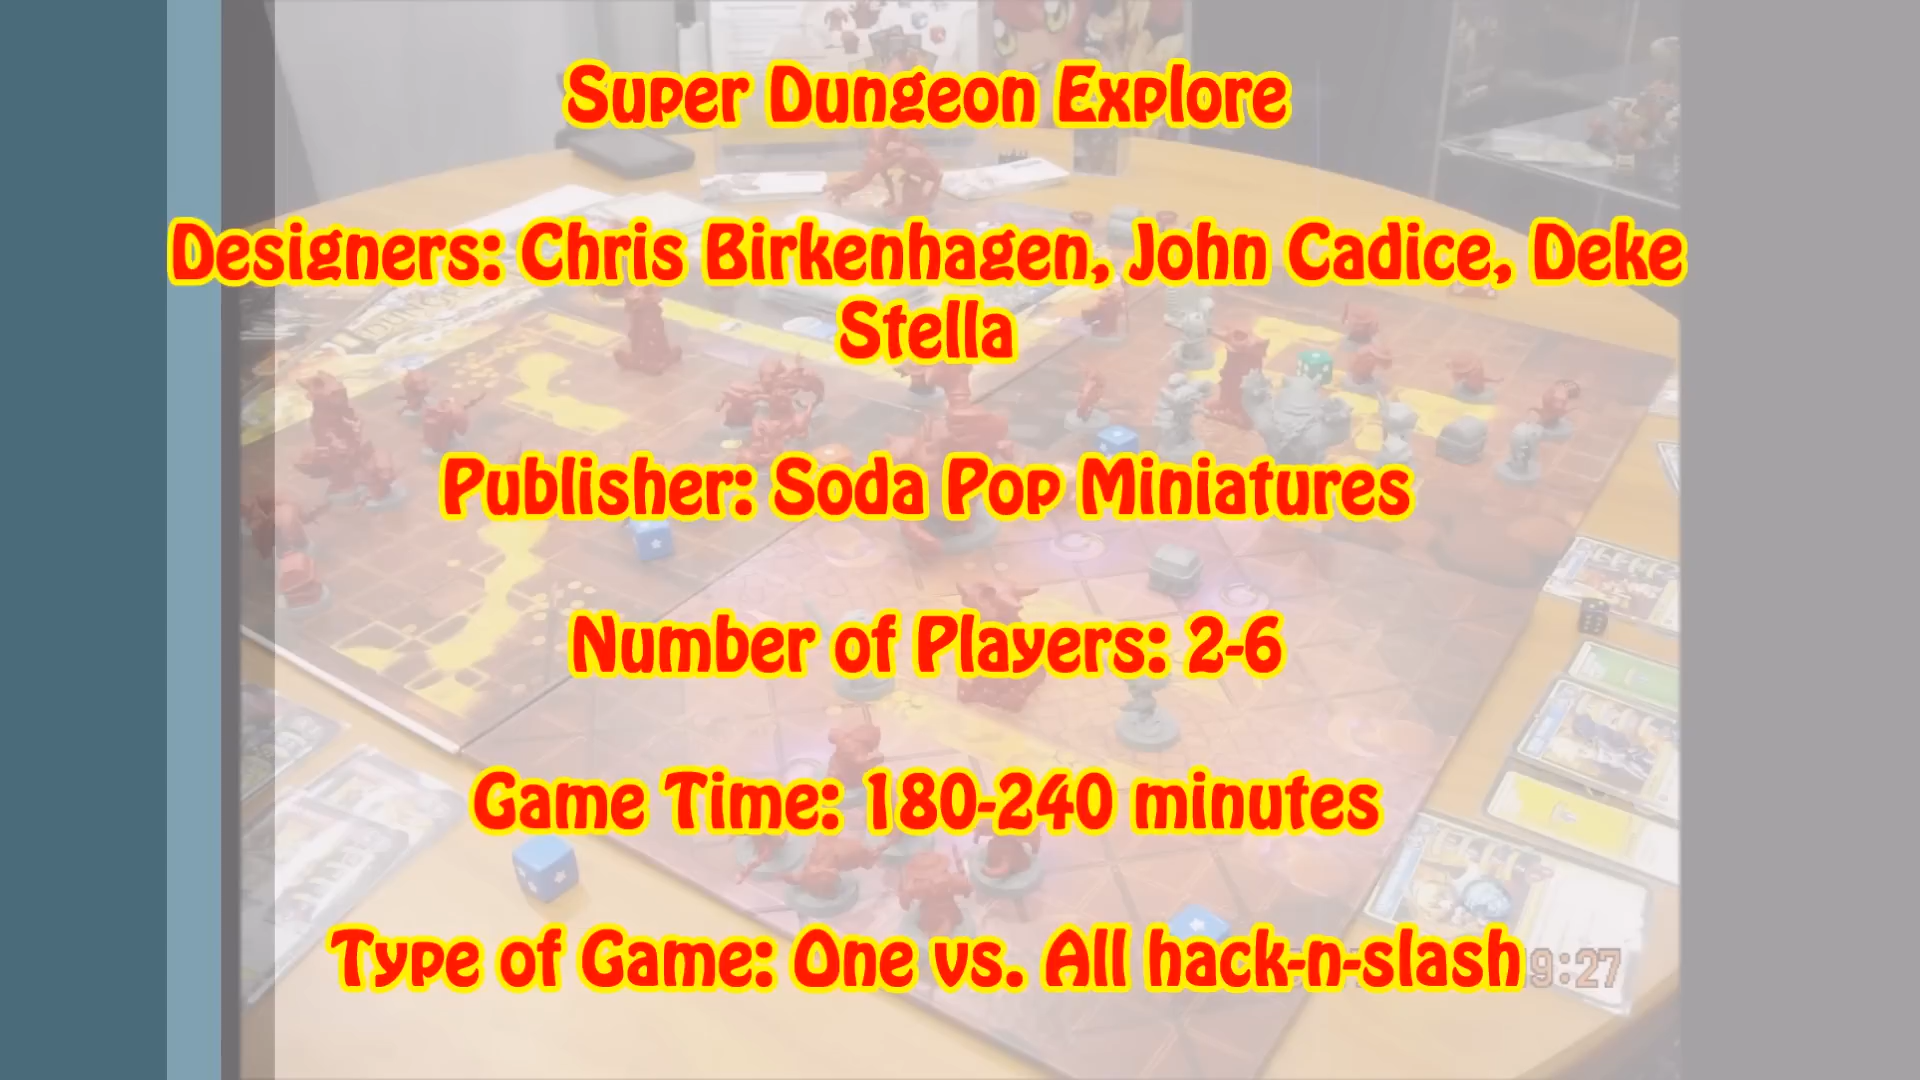 Super Dungeon Explore
Designers: Chris Birkenhagen, John Cadice, Deke
Stella
Publisher: Soda Pop Miniatures
Number of Players: 2-6
Game Time: 180-240 minutes
Type of Game: One vs. All hack-n-slash
9:27